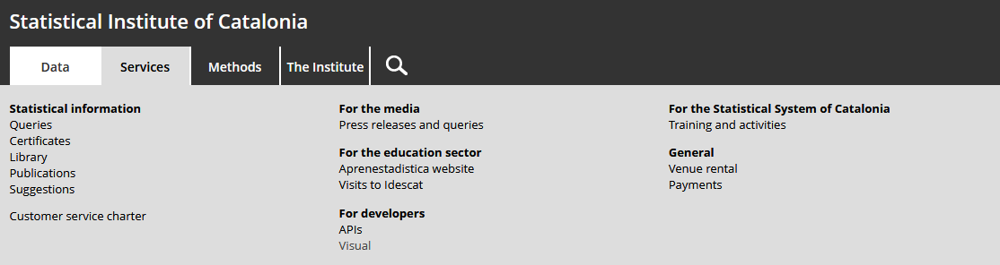 Statistical Institute of Catalonia
Data
Services
Methods
The Institute
Statistical information
Queries
Certificates
Library
Publications
Suggestions
Customer service charter
For the media
Press releases and queries
For the education sector
Aprenestadistica website
Visits to Idescat
For developers
APIs
Visual
For the Statistical System of Catalonia
Training and activities
General
Venue rental
Payments